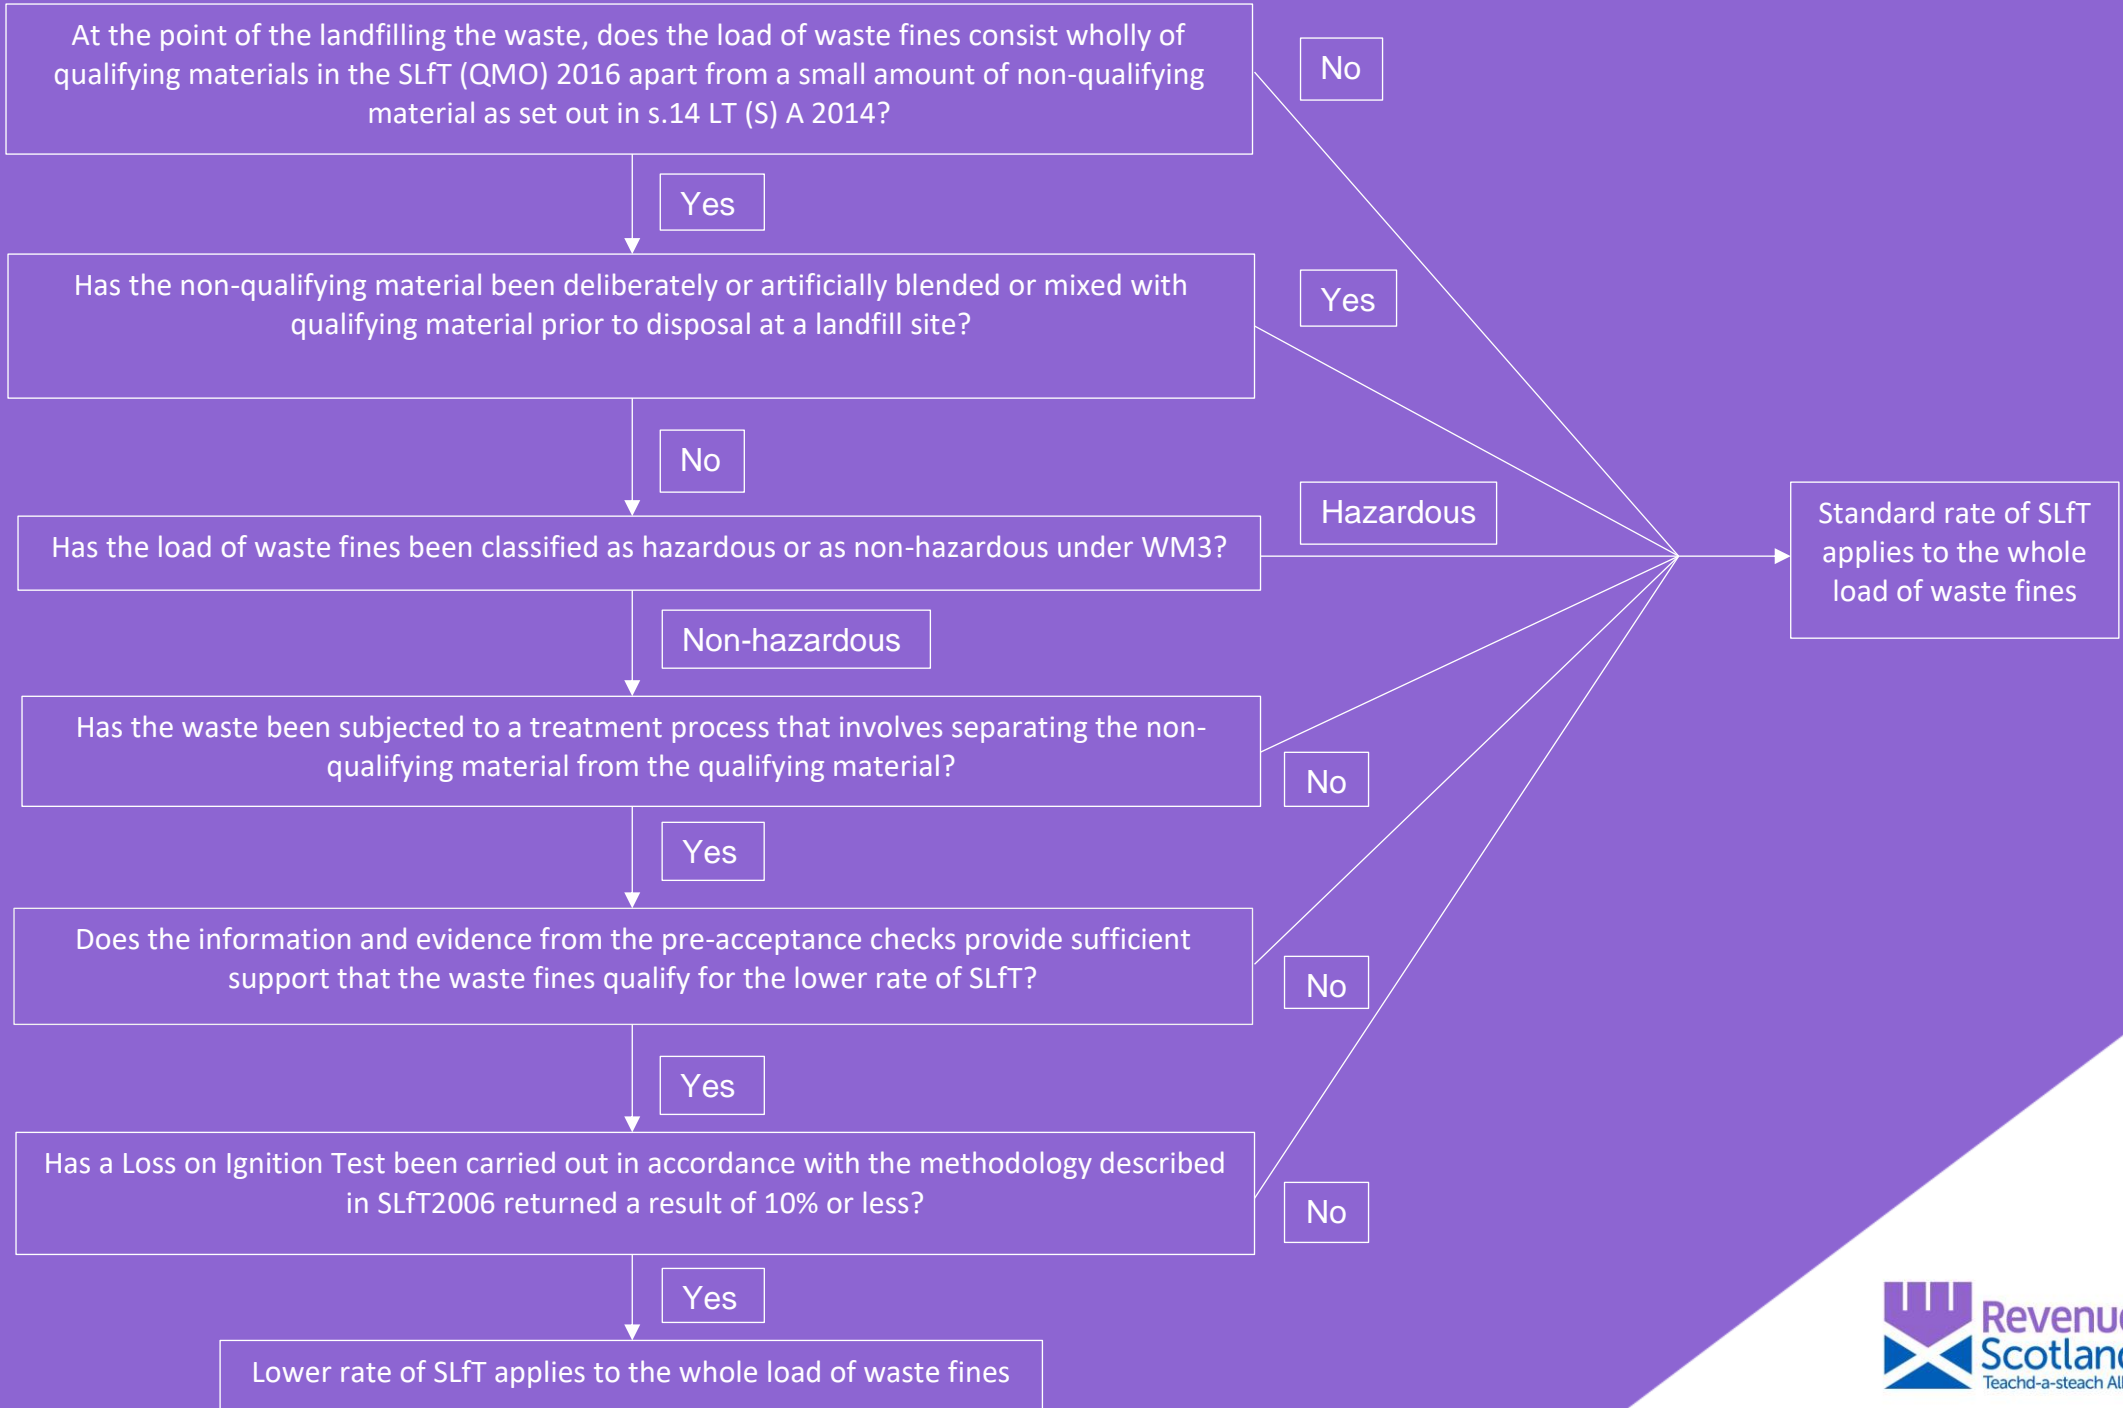 At the point of the landfilling the waste, does the load of waste fines consist wholly of
qualifying materials in the SLfT (QMO) 2016 apart from a small amount of non-qualifying
material as set out in s.14 LT (S) A 2014?
No
Yes
Has the non-qualifying material been deliberately or artificially blended or mixed with
qualifying material prior to disposal at a landfill site?
Yes
No
Has the load of waste fines been classified as hazardous or as non-hazardous under WM3?
Hazardous
Standard rate of SLfT
applies to the whole
load of waste fines
Non-hazardous
Has the waste been subjected to a treatment process that involves separating the non-
qualifying material from the qualifying material?
No
Yes
Does the information and evidence from the pre-acceptance checks provide sufficient
support that the waste fines qualify for the lower rate of SLfT?
No
Yes
Has a Loss on Ignition Test been carried out in accordance with the methodology described
in SLfT2006 returned a result of 10% or less?
No
Yes
Lower rate of SLfT applies to the whole load of waste fines
Revenue
Scotland
Teachd-a-steach